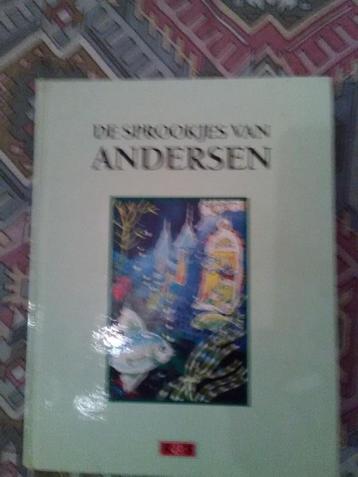 DE SPROOKJES VAN
ANDERSEN